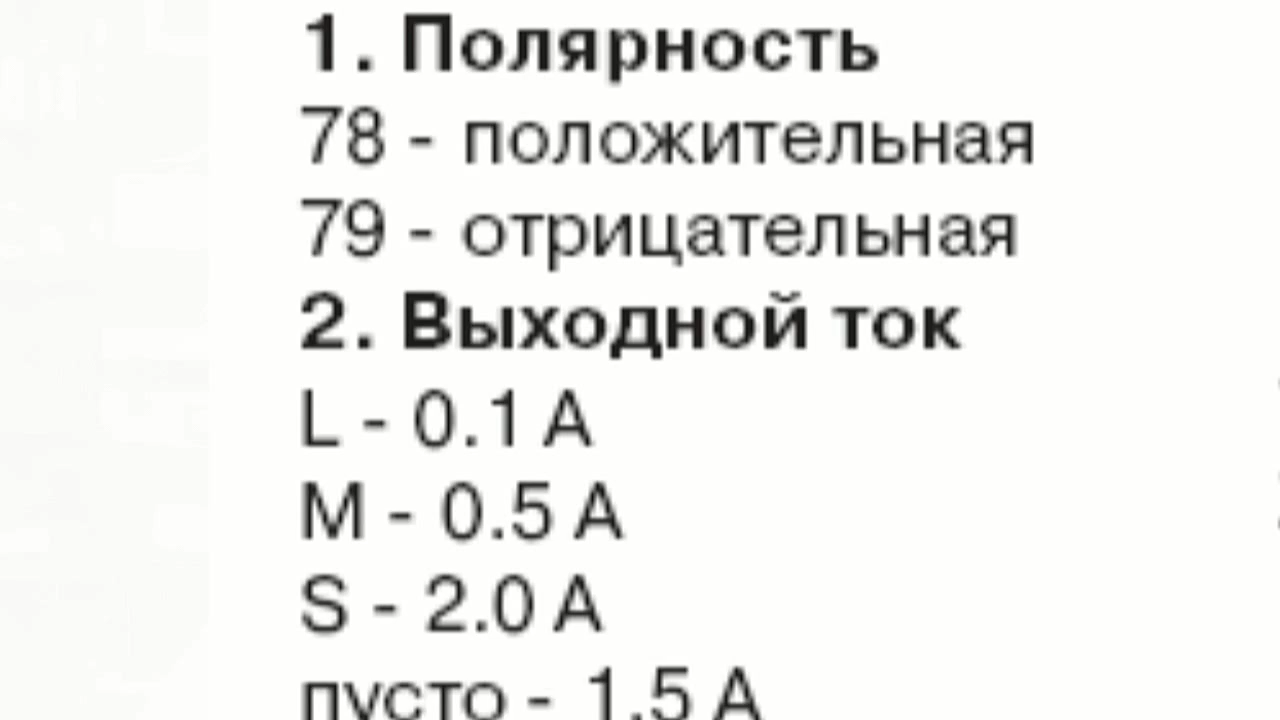 1. Полярность
78 - положительная
79 - отрицательная
2. Выходной ток
L - 0.1 A
M - 0.5 A
S - 2.0 A
пусто - 1.5 A